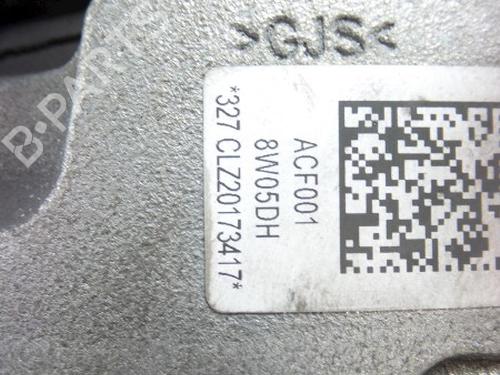 >GJS<
ACF001
8W05DH
*327 CLZ20173417*
B-PARTS